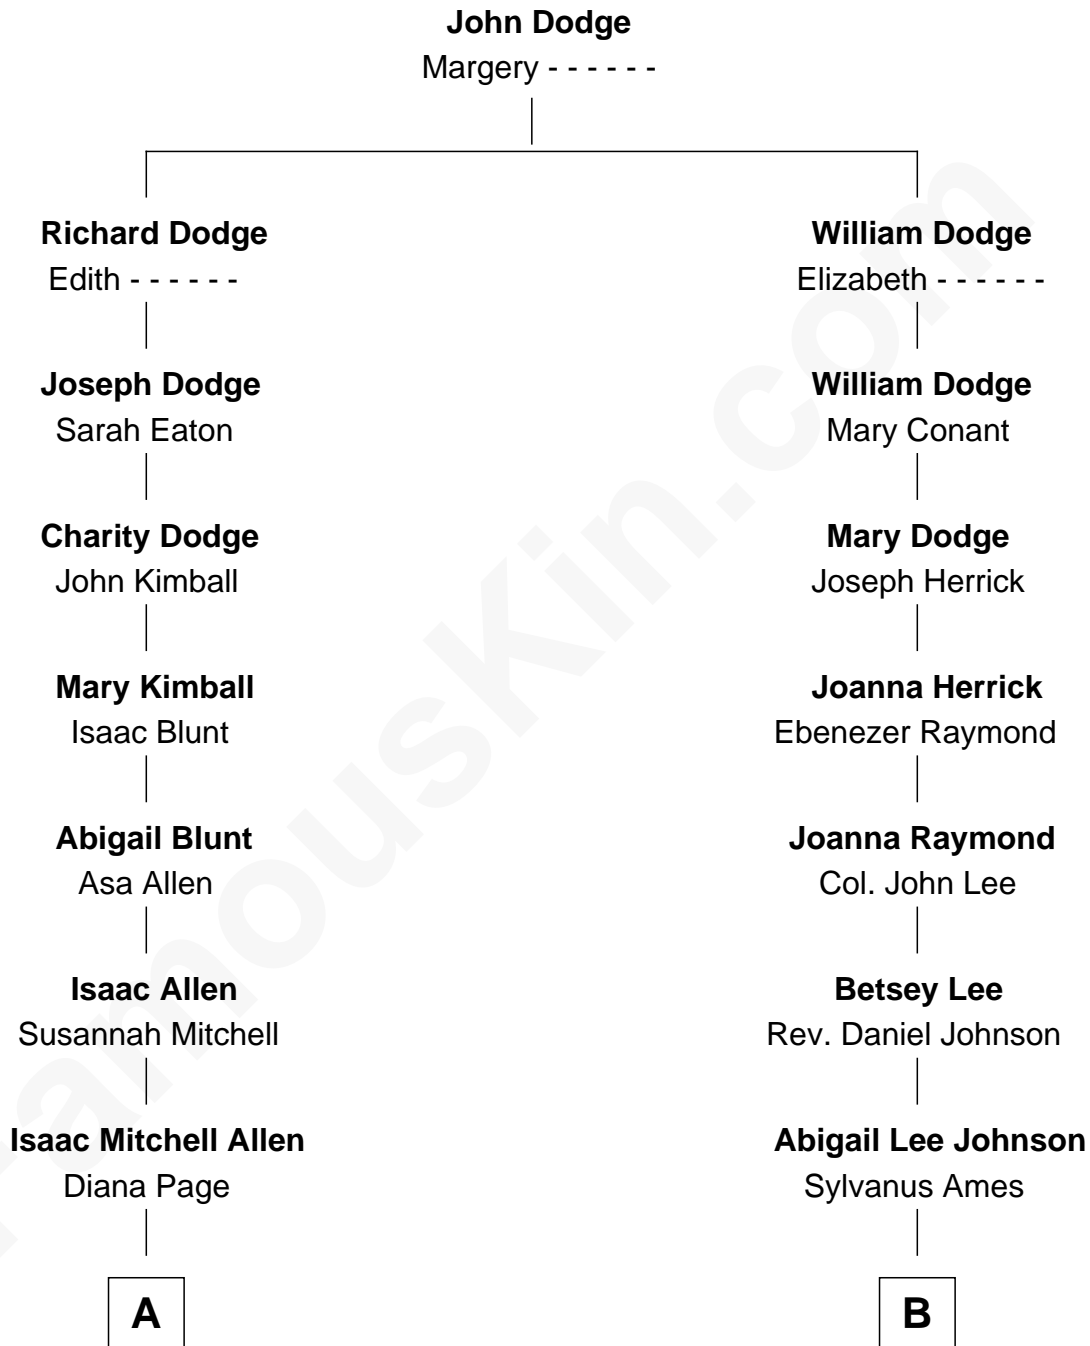 John Dodge
Margery - - - - - -
Richard Dodge
Edith - - - - - -
William Dodge
Elizabeth - - - - - -
Joseph Dodge
Sarah Eaton
William Dodge
Mary Conant
Charity Dodge
John Kimball
Mary Dodge
Joseph Herrick
Mary Kimball
Isaac Blunt
Joanna Herrick
Ebenezer Raymond
Abigail Blunt
Asa Allen
Joanna Raymond
Col. John Lee
Isaac Allen
Susannah Mitchell
Betsey Lee
Rev. Daniel Johnson
Isaac Mitchell Allen
Diana Page
Abigail Lee Johnson
Sylvanus Ames
A
B
FamousKin.com